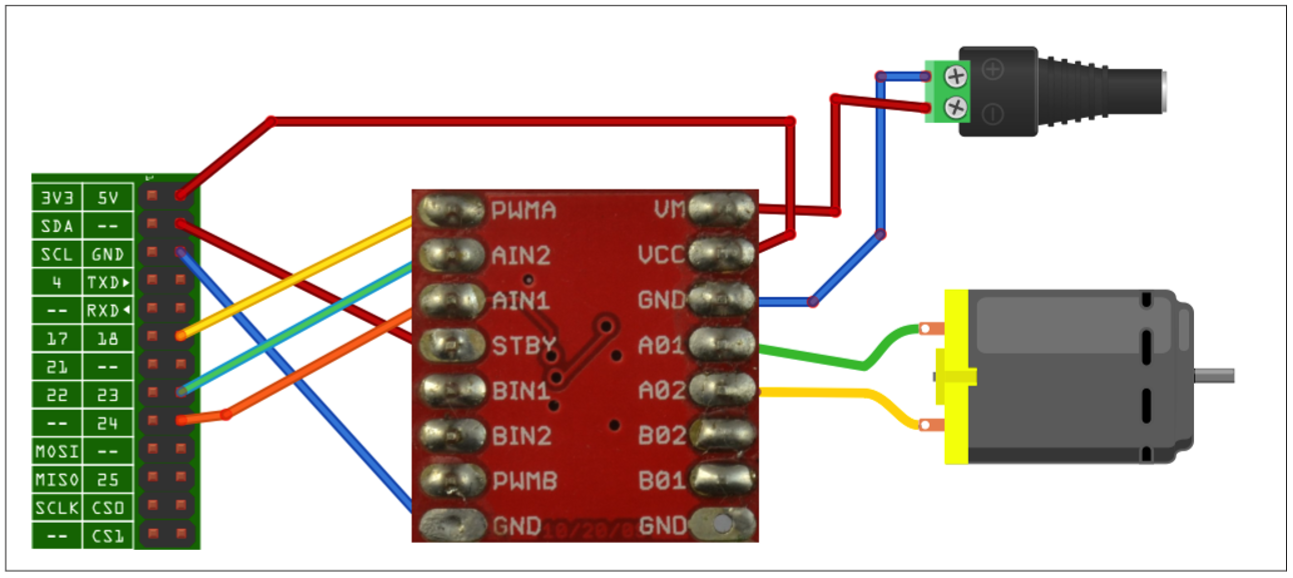 3V3 5V
SDA --
SCL GND
4 TXD▸
-- RXD◂
17 18
21 --
22 23
-- 24
MOSI --
MISO 25
SCLK CS0
-- CS1
PWMA VM
AIN2 VCC
AIN1 GND
STBY A01
BIN1 A02
BIN2 B02
PWMB B01
GND GND
+
-